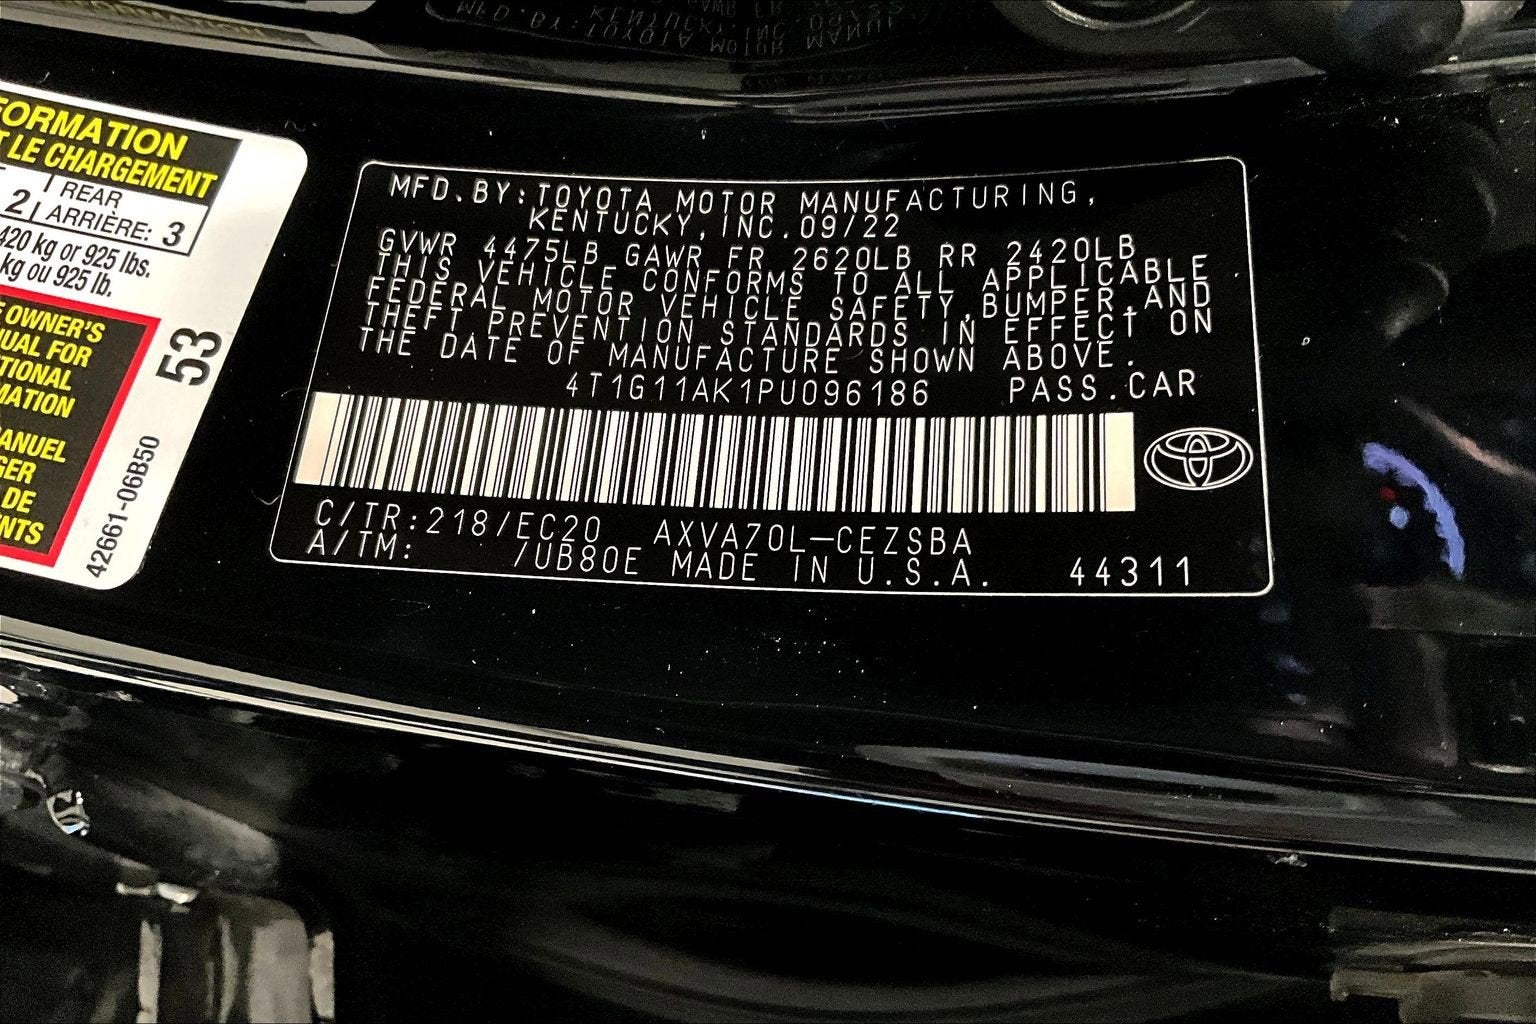 FORMATION
LE CHARGEMENT
2
REAR
ARRIÈRE: 3
420 kg or 925 lbs.
kg ou 925 lb.
OWNER'S
UAL FOR
TIONAL
MATION
ANUEL
GER
DE
ENTS
53
42661-06B50
MFD.BY:TOYOTA MOTOR MANUFACTURING,
KENTUCKY,INC.09/22
GVWR 4475LB GAWR FR 2620LB RR 2420LB
THIS VEHICLE CONFORMS TO ALL APPLICABLE
FEDERAL MOTOR VEHICLE SAFETY,BUMPER,AND
THEFT PREVENTION STANDARDS IN EFFECT ON
THE DATE OF MANUFACTURE SHOWN ABOVE.
4T1G11AK1PU096186 PASS.CAR
C/TR:218/EC20 AXVA70L-CEZSBA
A/TM: /UB80E MADE IN U.S.A. 44311